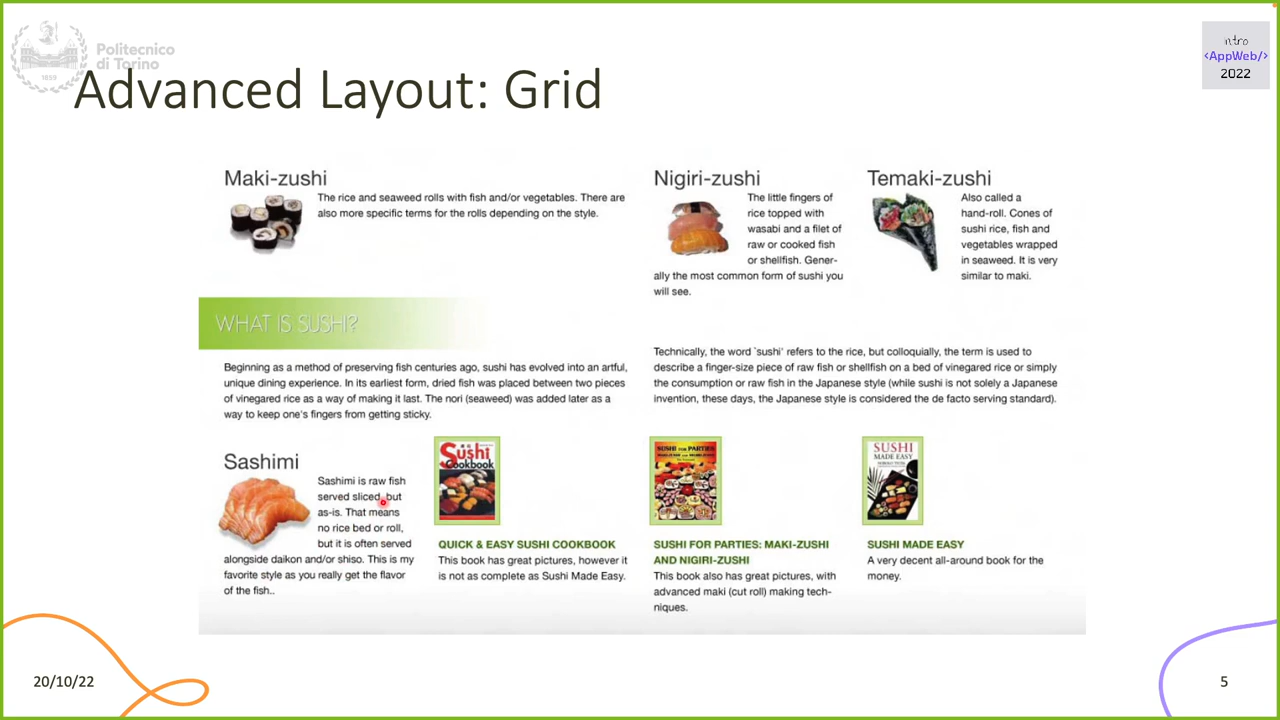 Politecnico
di Torino
1859
intro
<AppWeb/>
2022
Advanced Layout: Grid
Maki-zushi
The rice and seaweed rolls with fish and/or vegetables. There are
also more specific terms for the rolls depending on the style.
Nigiri-zushi
The little fingers of
rice topped with
wasabi and a filet of
raw or cooked fish
or shellfish. Gener-
ally the most common form of sushi you
will see.
Temaki-zushi
Also called a
hand-roll. Cones of
sushi rice, fish and
vegetables wrapped
in seaweed. It is very
similar to maki.
WHAT IS SUSHI?
Beginning as a method of preserving fish centuries ago, sushi has evolved into an artful,
unique dining experience. In its earliest form, dried fish was placed between two pieces
of vinegared rice as a way of making it last. The nori (seaweed) was added later as a
way to keep one's fingers from getting sticky.
Technically, the word `sushi' refers to the rice, but colloquially, the term is used to
describe a finger-size piece of raw fish or shellfish on a bed of vinegared rice or simply
the consumption or raw fish in the Japanese style (while sushi is not solely a Japanese
invention, these days, the Japanese style is considered the de facto serving standard).
Sashimi
Sashimi is raw fish
served sliced, but
as-is. That means
no rice bed or roll,
but it is often served
alongside daikon and/or shiso. This is my
favorite style as you really get the flavor
of the fish..
Sushi
Cookbook
QUICK & EASY SUSHI COOKBOOK
This book has great pictures, however it
is not as complete as Sushi Made Easy.
SUSHI FOR PARTIES
SUSHI FOR PARTIES: MAKI-ZUSHI
AND NIGIRI-ZUSHI
This book also has great pictures, with
advanced maki (cut roll) making tech-
niques.
SUSHI
MADE EASY
SUSHI MADE EASY
A very decent all-around book for the
money.
20/10/22
5